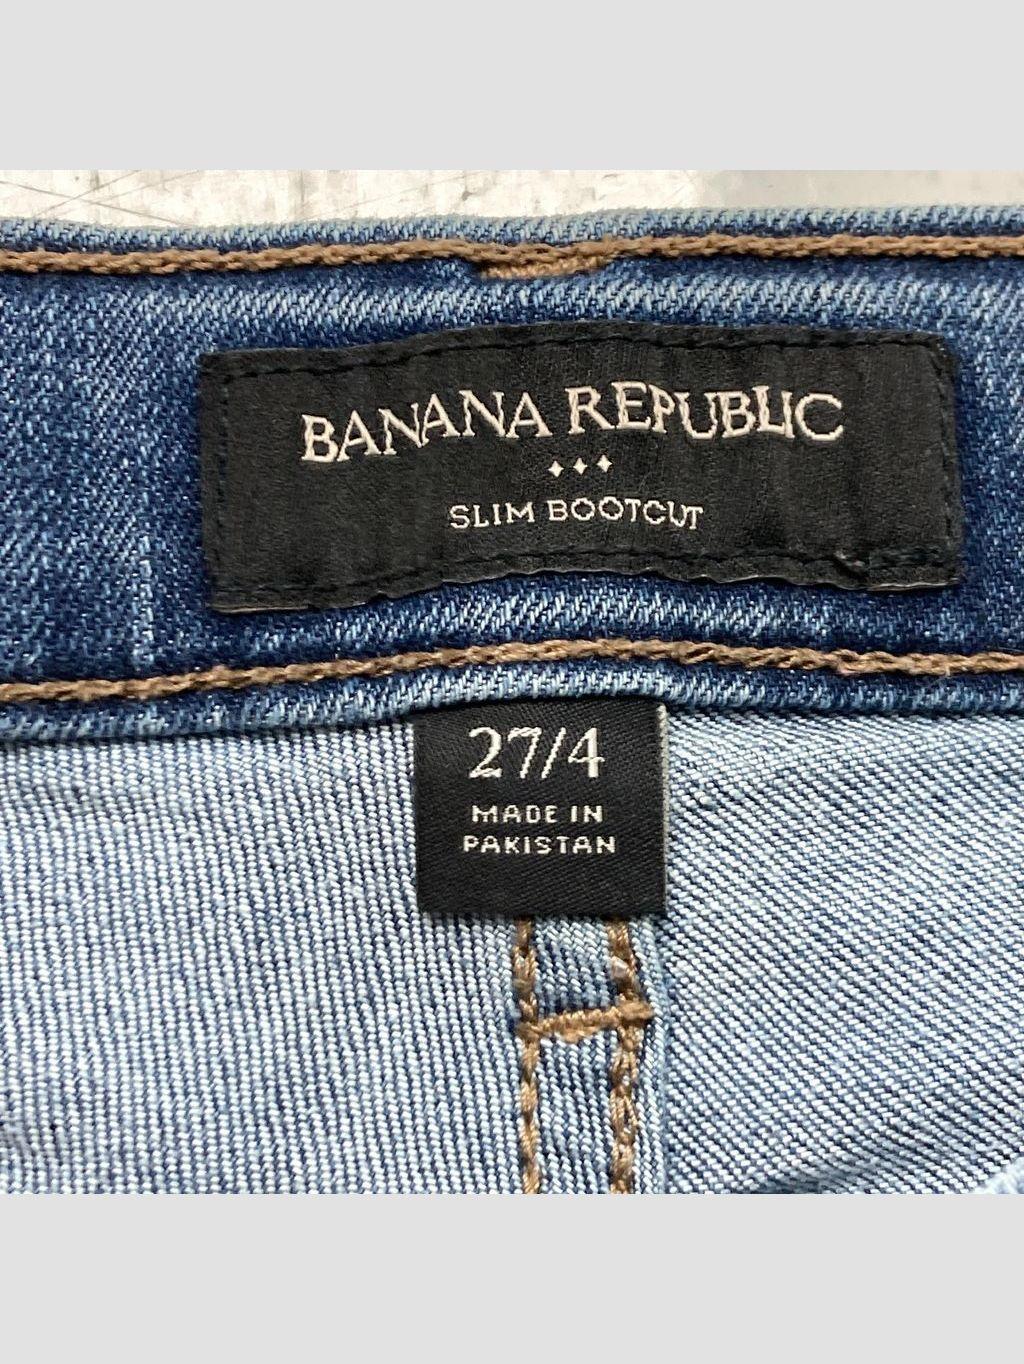 BANANA REPUBLIC
SLIM BOOTCUT
27/4
MADE IN
PAKISTAN